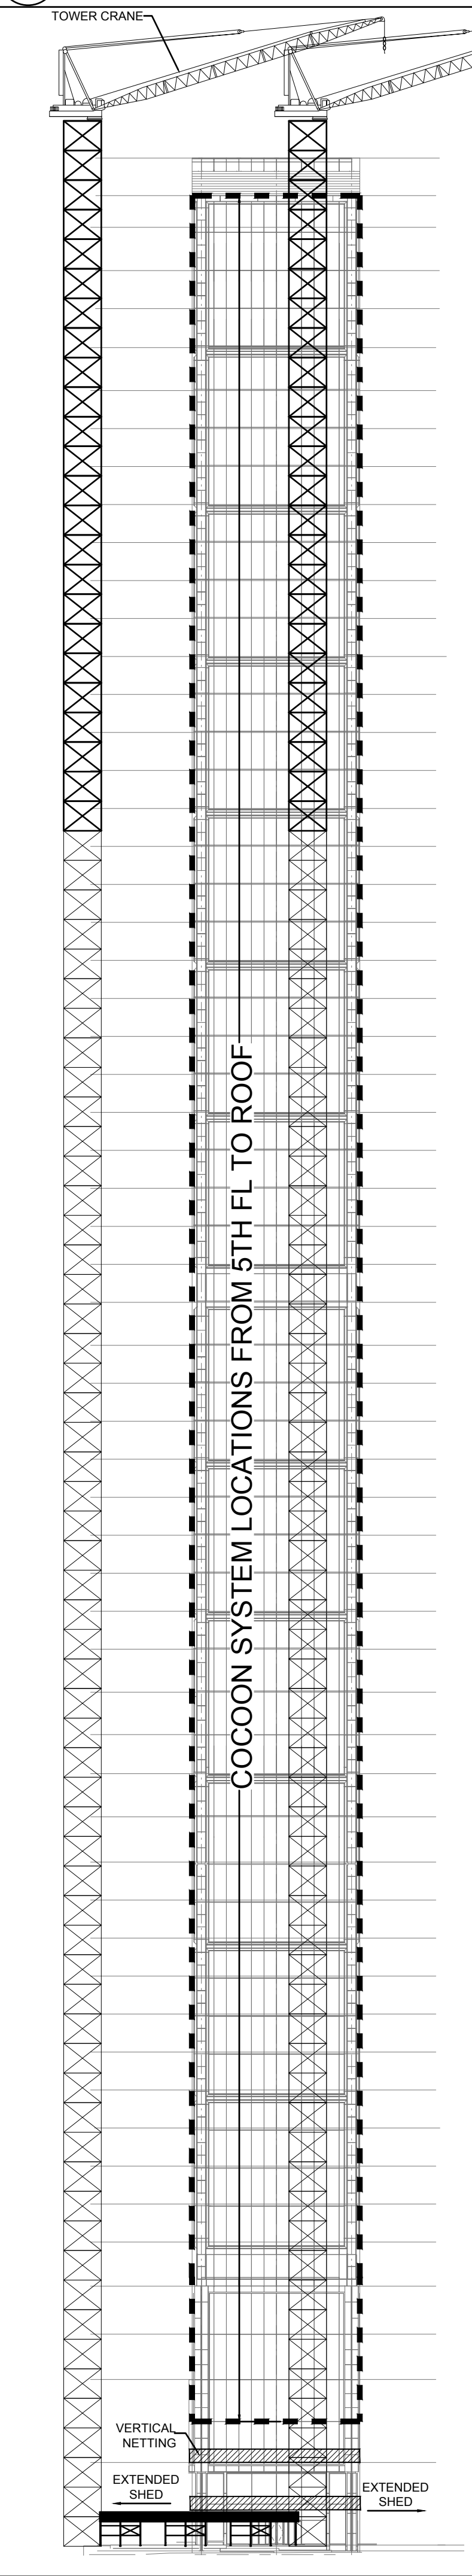 TOWER CRANE
COCOON SYSTEM LOCATIONS FROM 5TH FL TO ROOF
VERTICAL
NETTING
EXTENDED
SHED
EXTENDED
SHED